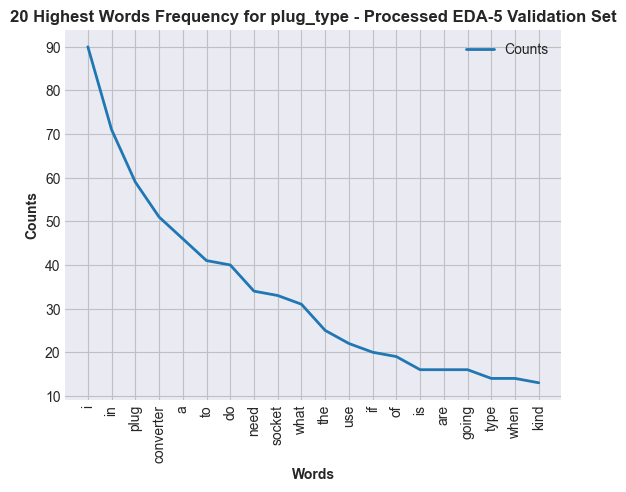 20 Highest Words Frequency for plug_type - Processed EDA-5 Validation Set
Counts
90
80
70
60
50
40
30
20
10
Counts
i
in
plug
converter
a
to
do
need
socket
what
the
use
if
of
is
are
going
type
when
kind
Words